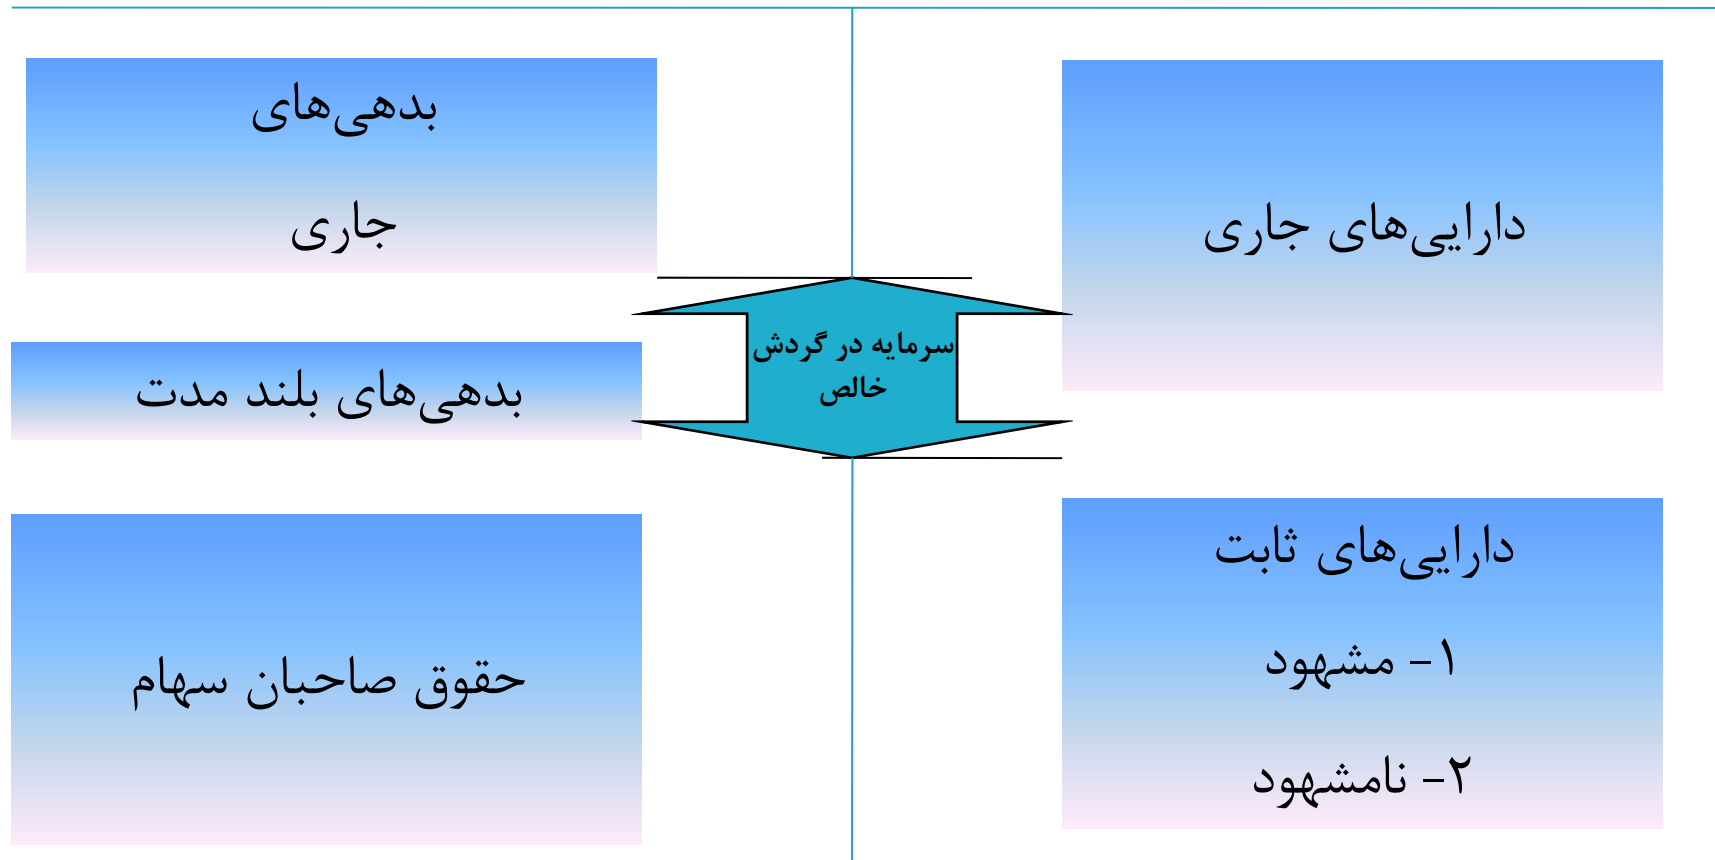 دارایی‌های جاری
دارایی‌های ثابت
۱- مشهود
۲- نامشهود
سرمایه در گردش
خالص
بدهی‌های
جاری
بدهی‌های بلند مدت
حقوق صاحبان سهام